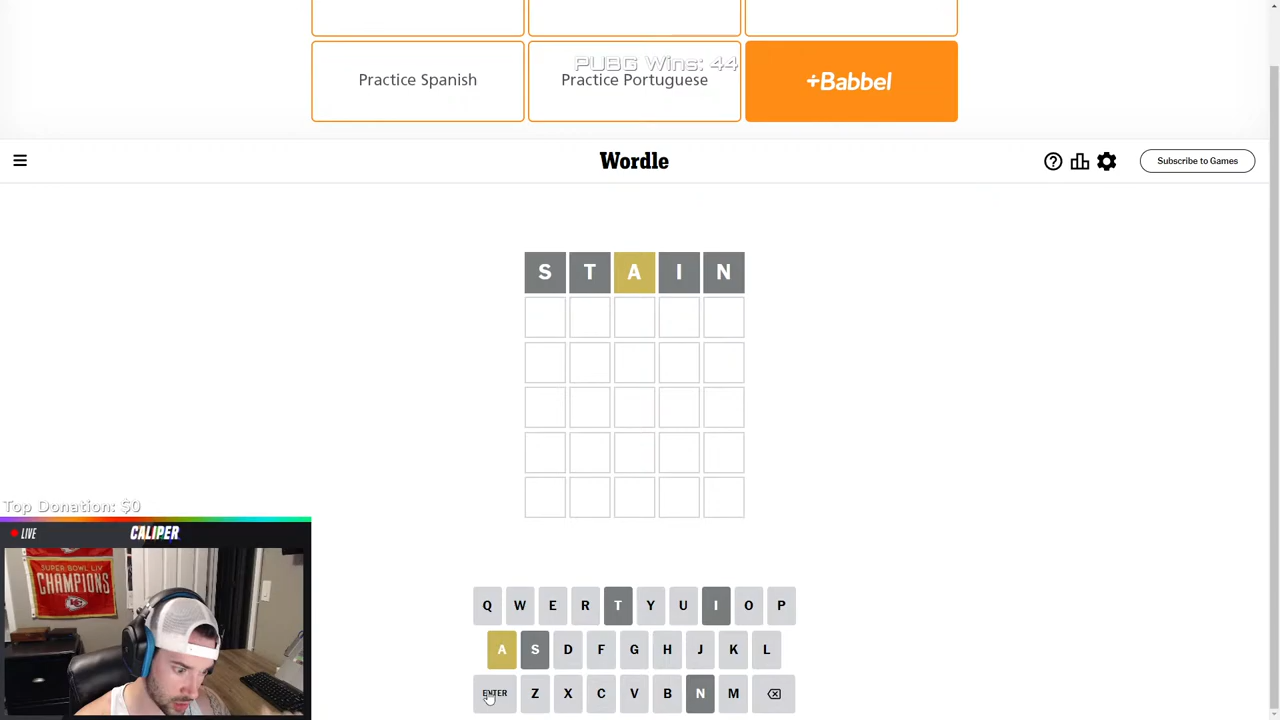 PUBG Wins: 44
Practice Spanish
Practice Portuguese
+Babbel
Wordle
Subscribe to Games
S T A I N
Top Donation: $0
LIVE
CALIPER
SUPER BOWL LIV
CHAMPIONS
Q W E R T Y U I O P
A S D F G H J K L
ENTER Z X C V B N M